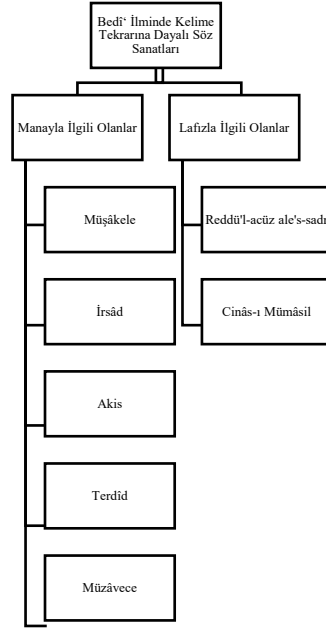 Bedî‘ İlminde Kelime
Tekrarına Dayalı Söz
Sanatları
Manayla İlgili Olanlar
Lafızla İlgili Olanlar
Müşâkele
Reddü'l-acüz ale's-sadr
İrsâd
Cinâs-ı Mümâsil
Akis
Terdîd
Müzâvece